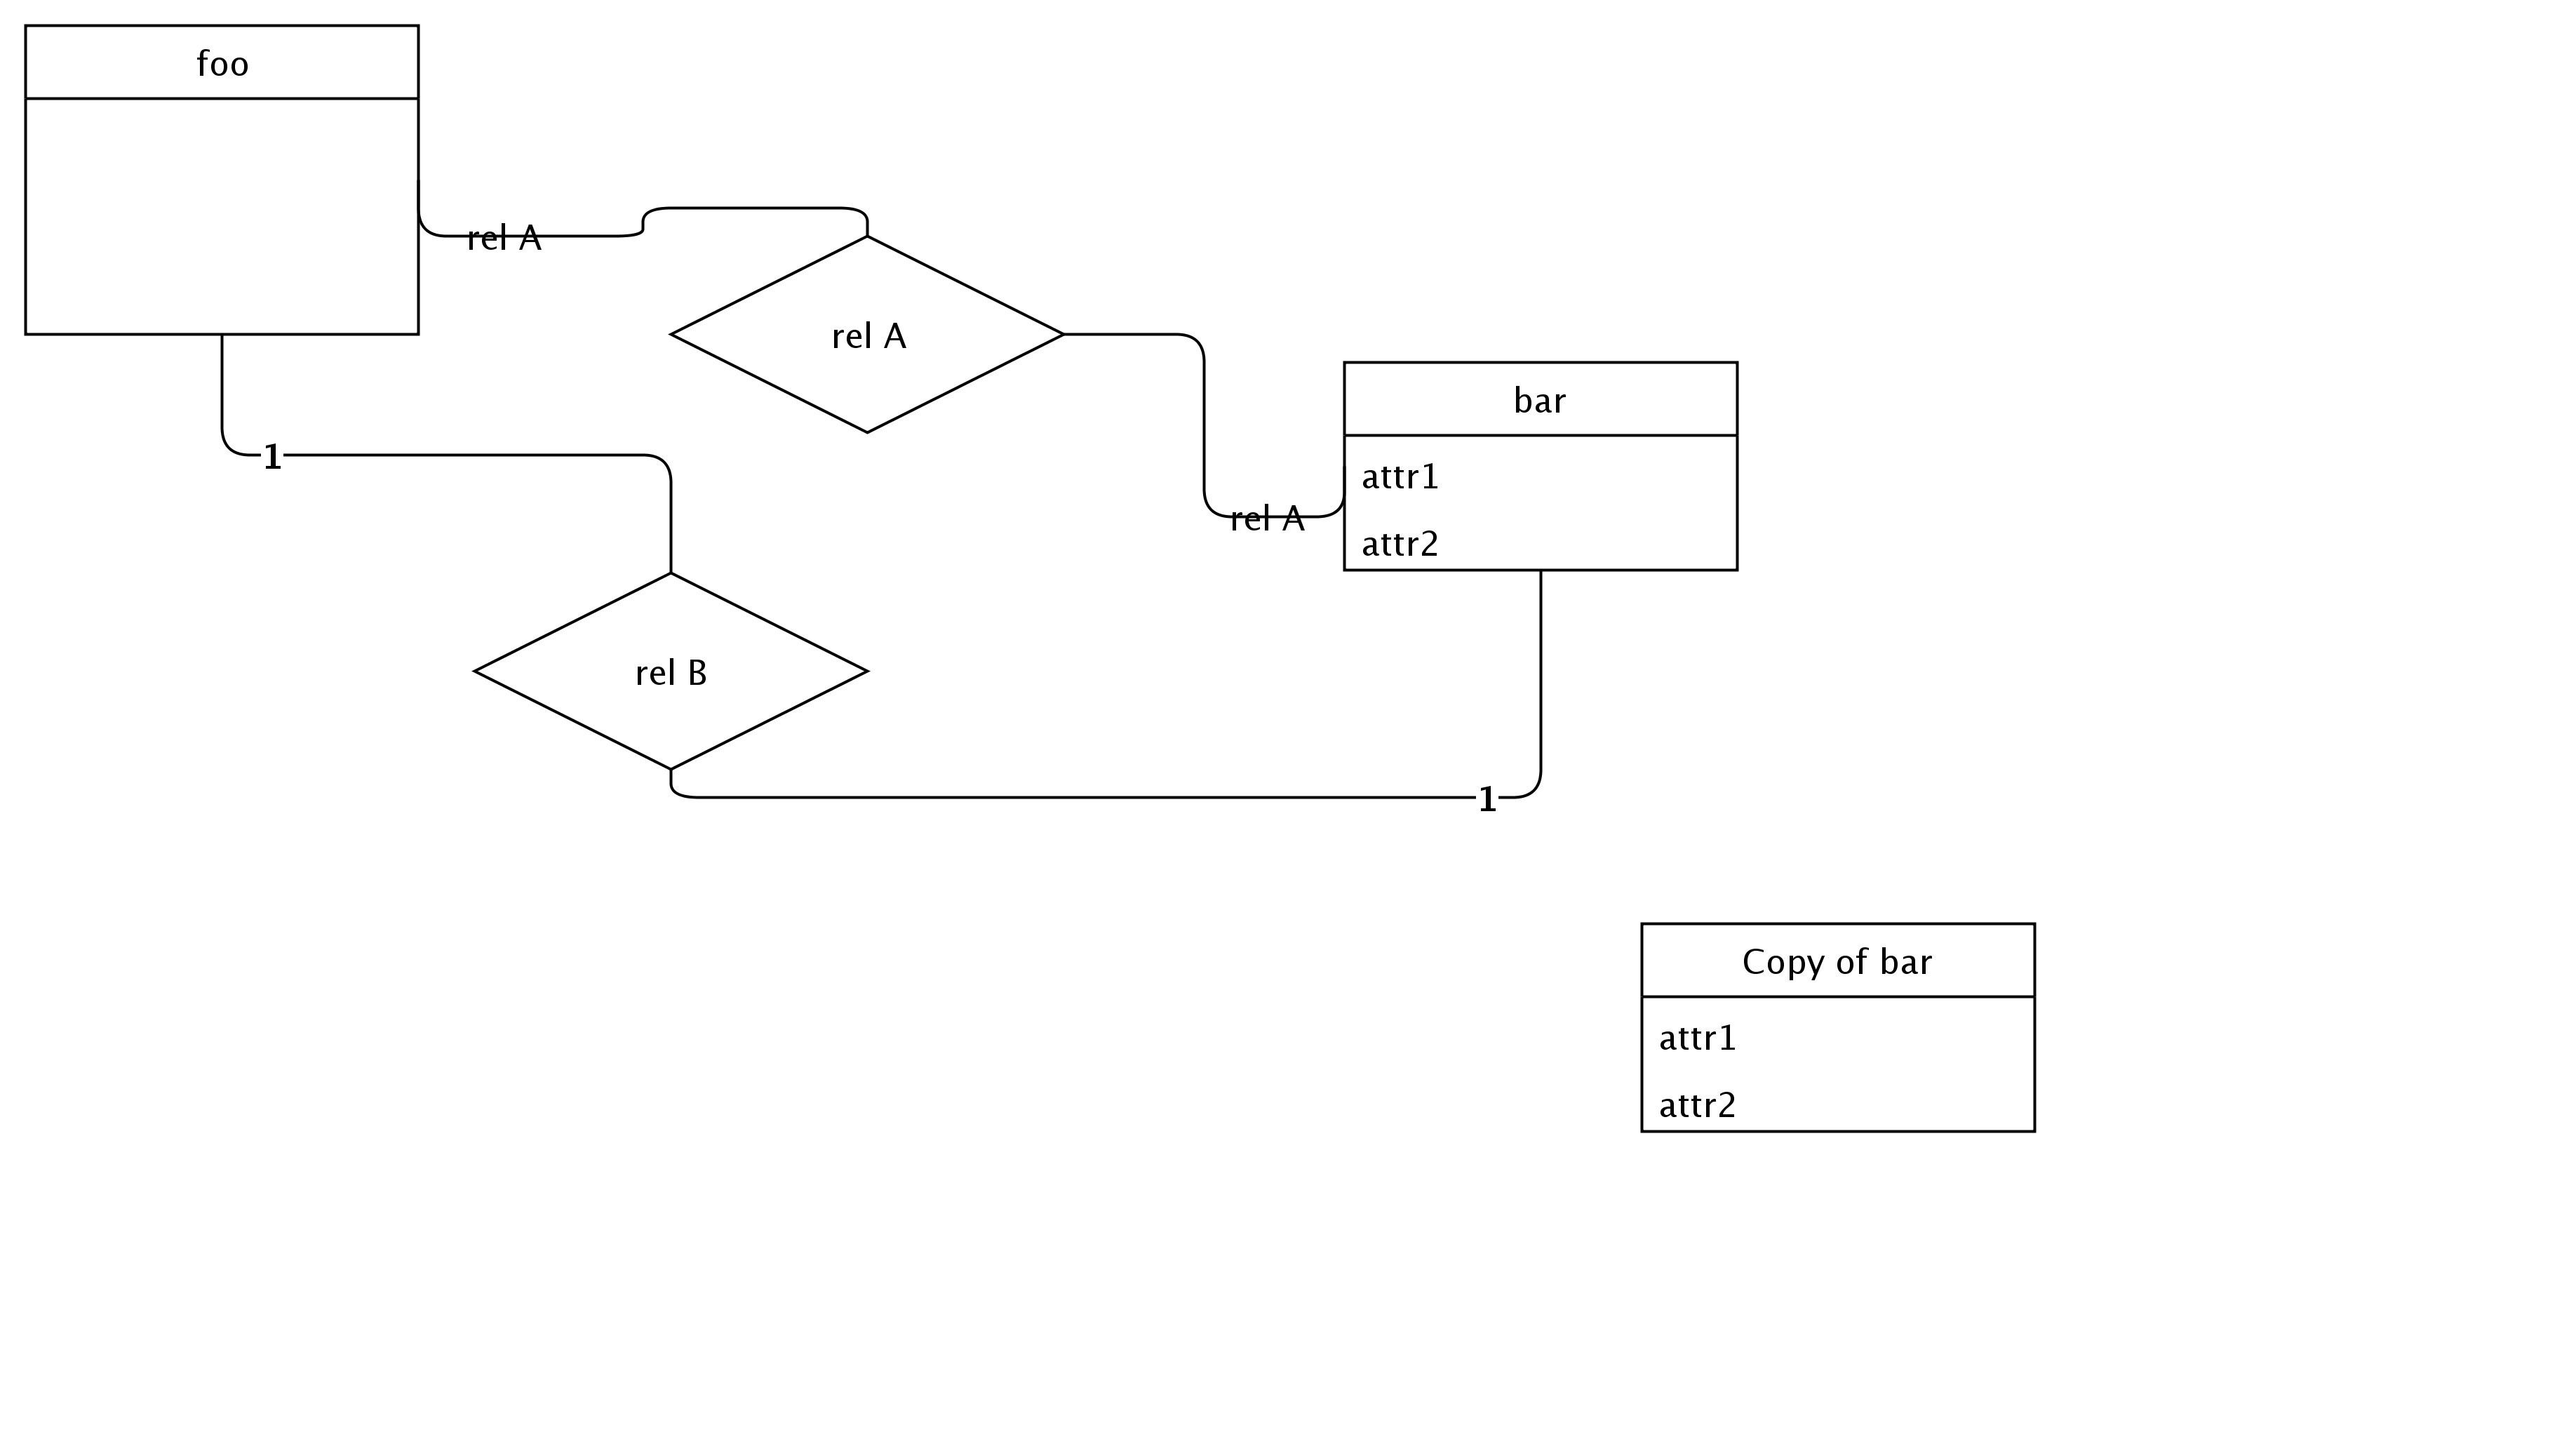 foo
rel A
rel A
bar
1
attr1
rel A
attr2
rel B
1
Copy of bar
attr1
attr2